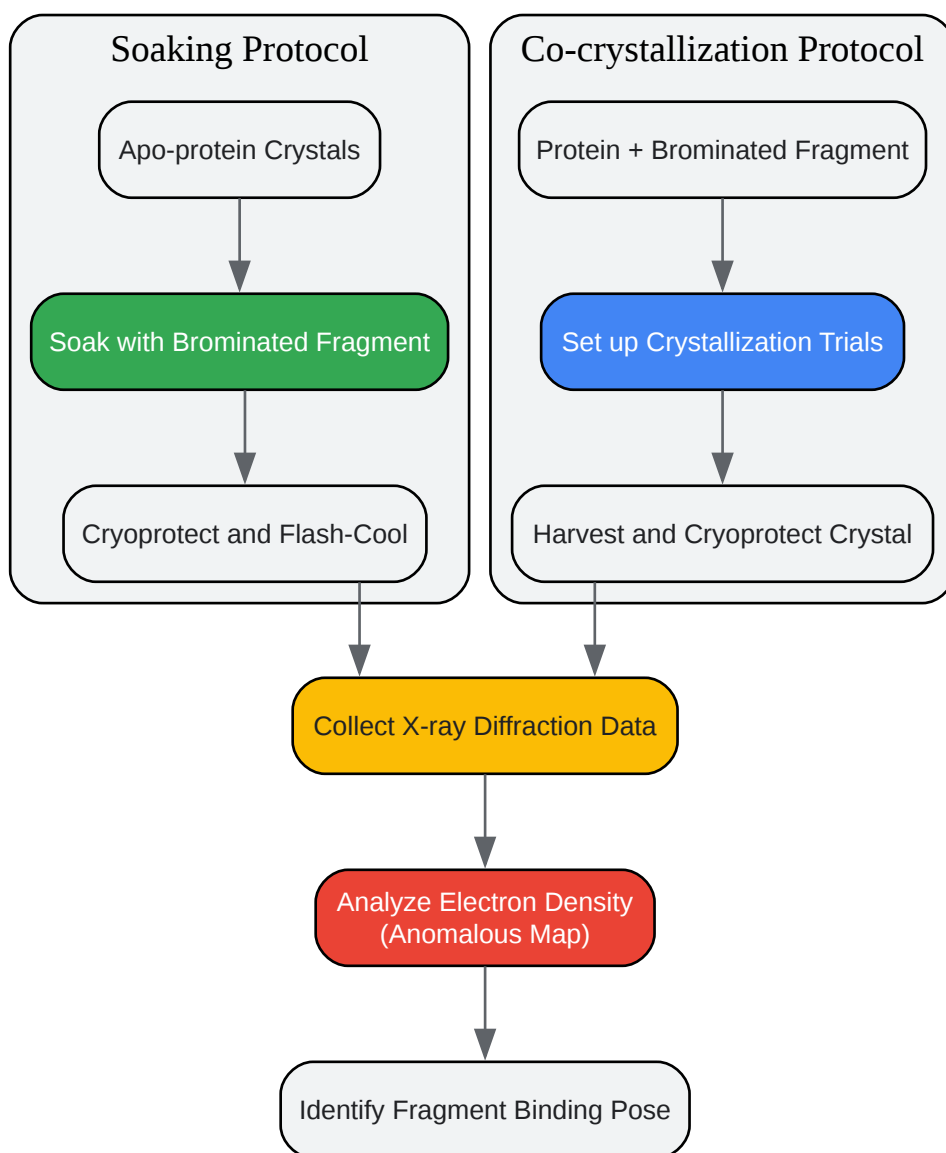 Soaking Protocol
Apo-protein Crystals
Soak with Brominated Fragment
Cryoprotect and Flash-Cool
Co-crystallization Protocol
Protein + Brominated Fragment
Set up Crystallization Trials
Harvest and Cryoprotect Crystal
Collect X-ray Diffraction Data
Analyze Electron Density
(Anomalous Map)
Identify Fragment Binding Pose